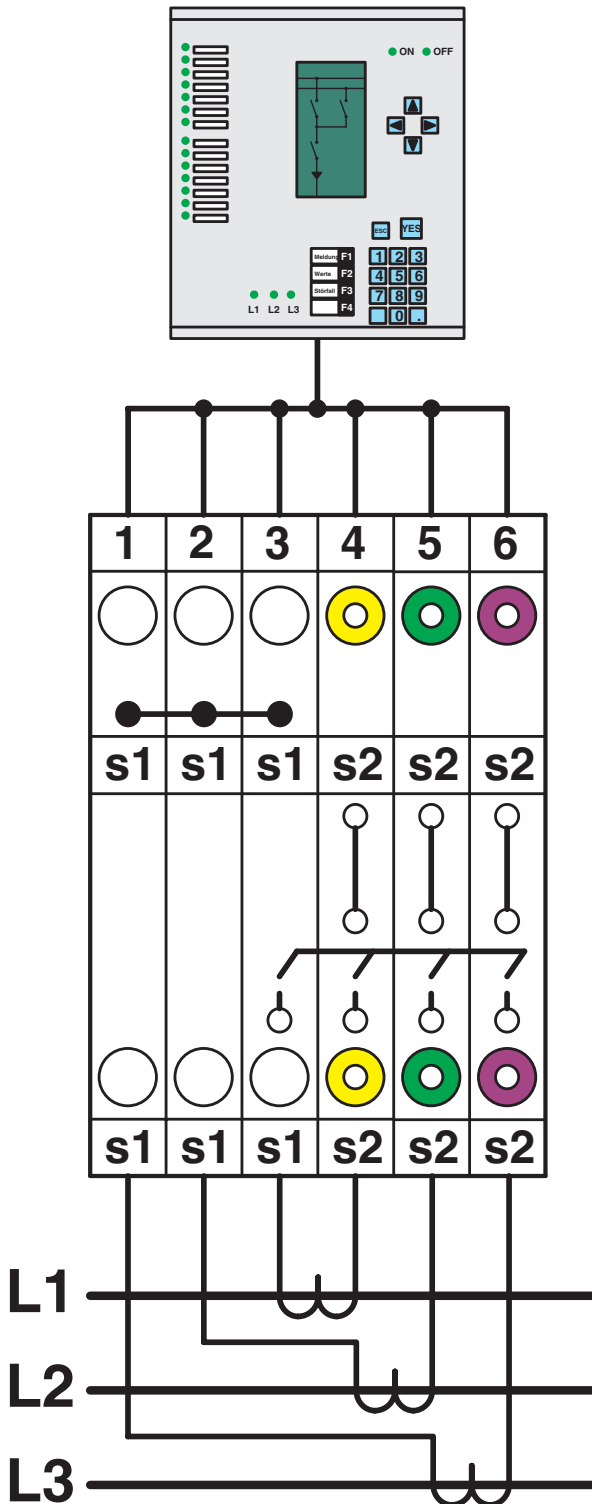 ON OFF
ESC YES
Meldung F1
Werte F2
Störfall F3
F4
1 2 3
4 5 6
7 8 9
0 .
L1 L2 L3
1 2 3 4 5 6
s1 s1 s1 s2 s2 s2
s1 s1 s1 s2 s2 s2
L1
L2
L3